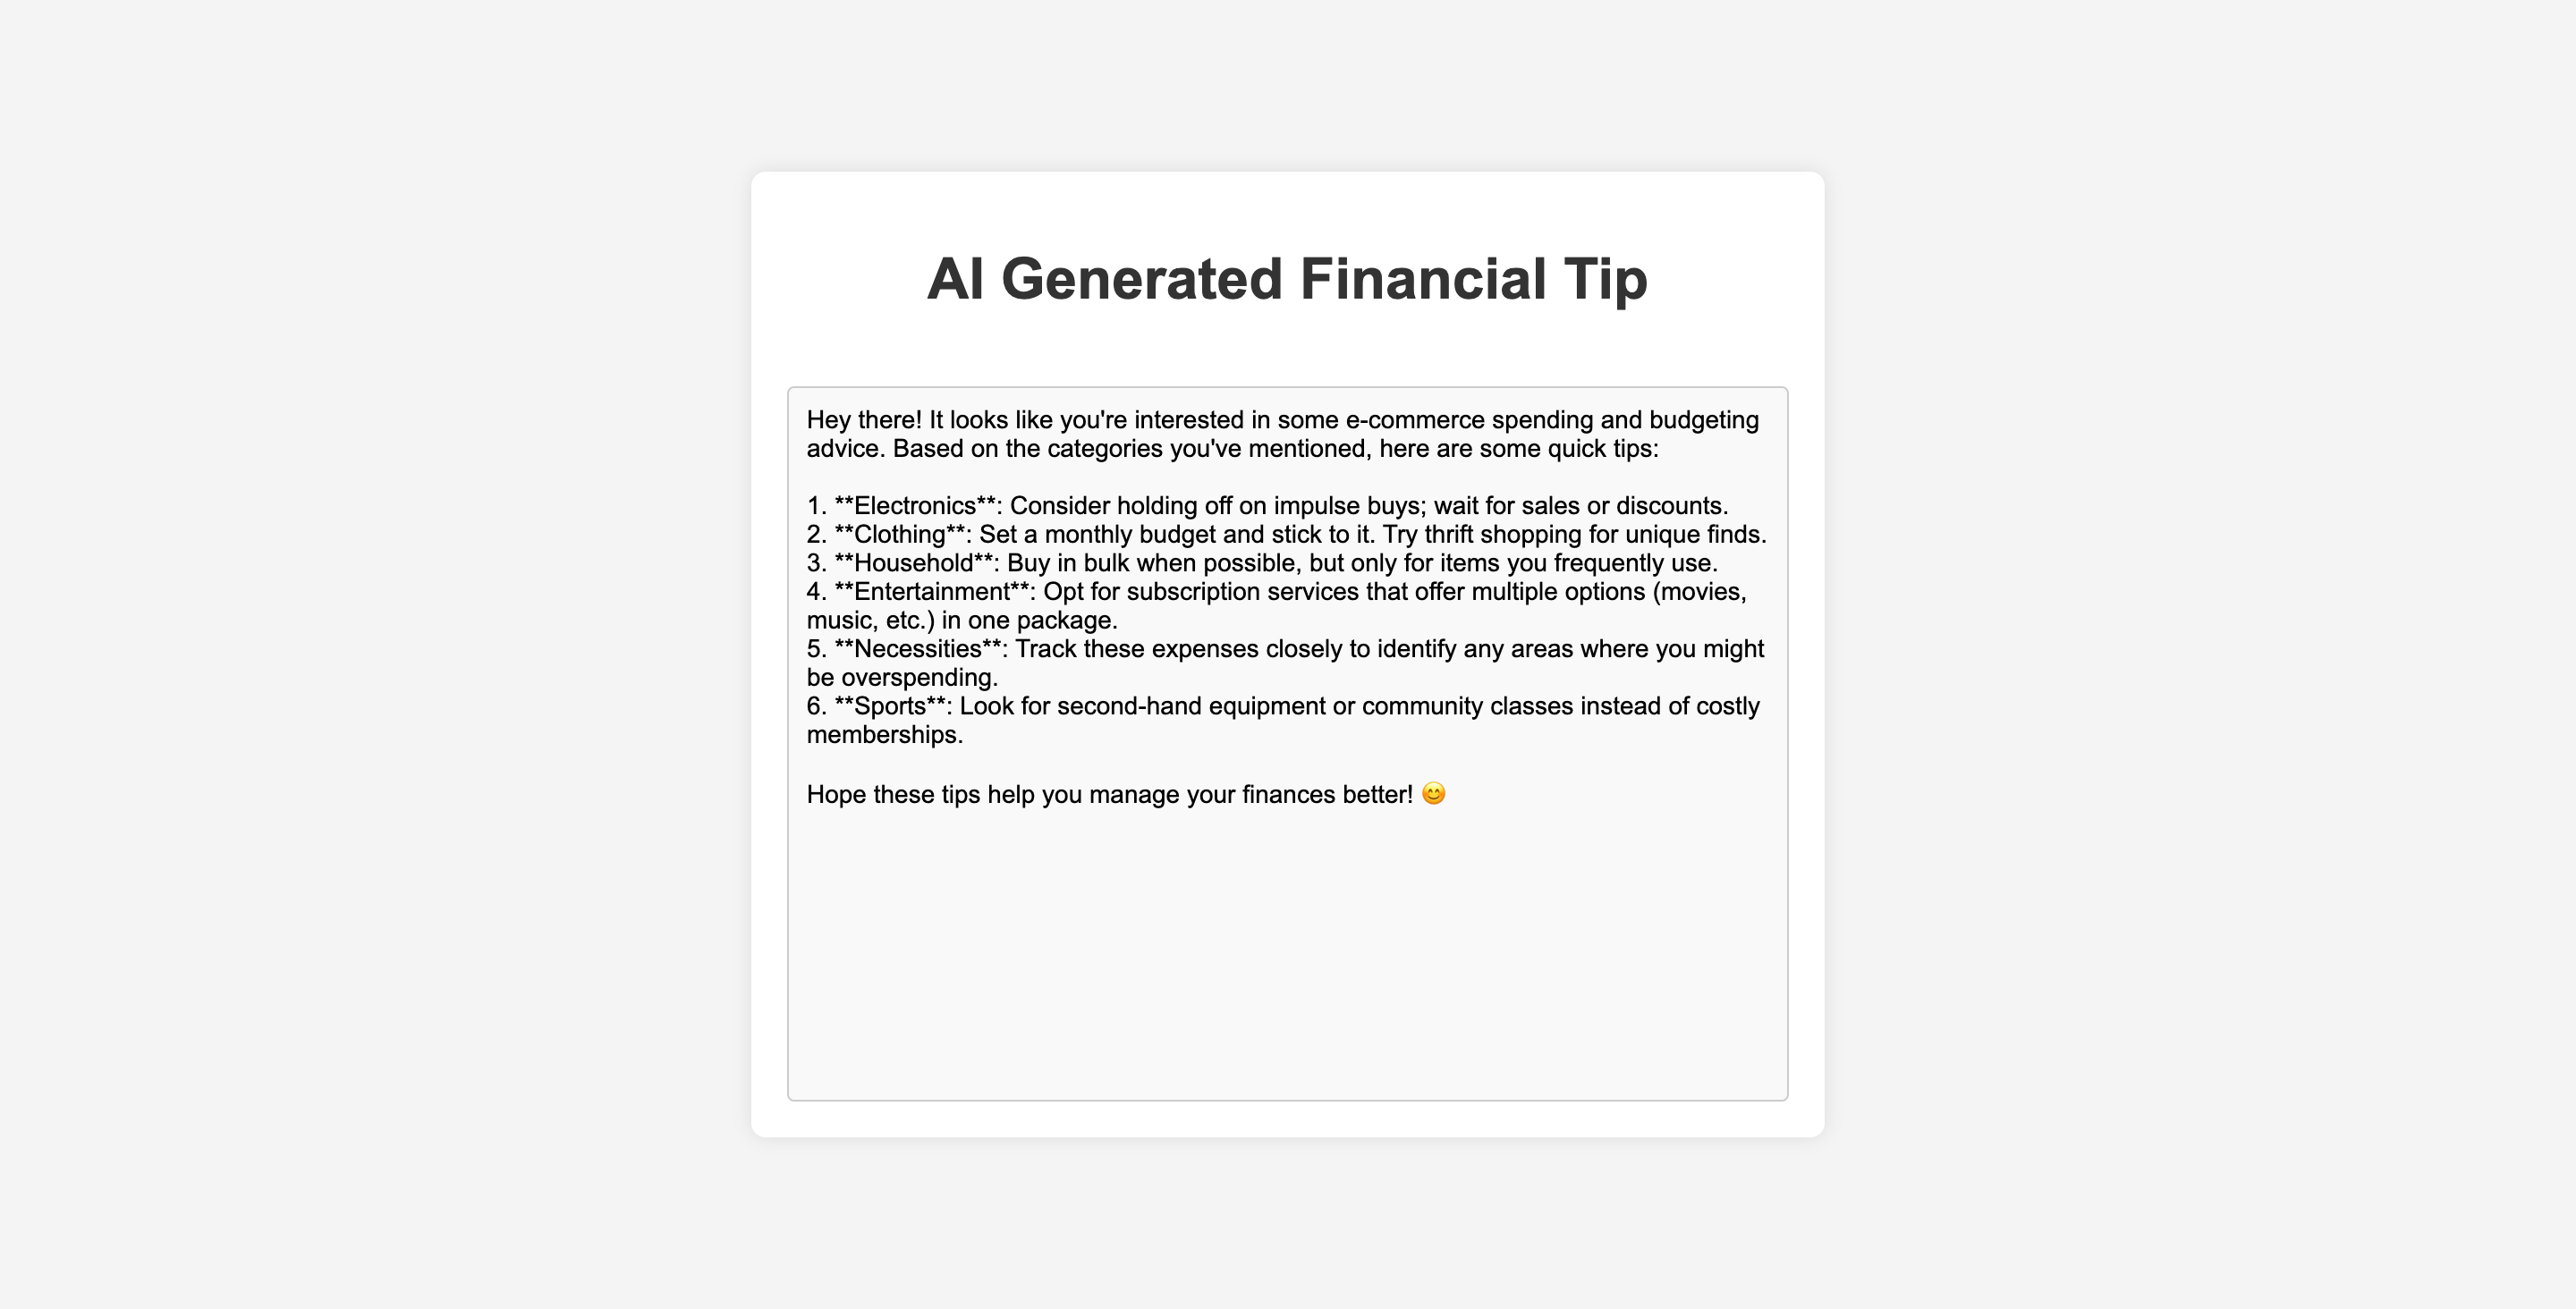 AI Generated Financial Tip
Hey there! It looks like you're interested in some e-commerce spending and budgeting
advice. Based on the categories you've mentioned, here are some quick tips:
1. **Electronics**: Consider holding off on impulse buys; wait for sales or discounts.
2. **Clothing**: Set a monthly budget and stick to it. Try thrift shopping for unique finds.
3. **Household**: Buy in bulk when possible, but only for items you frequently use.
4. **Entertainment**: Opt for subscription services that offer multiple options (movies,
music, etc.) in one package.
5. **Necessities**: Track these expenses closely to identify any areas where you might
be overspending.
6. **Sports**: Look for second-hand equipment or community classes instead of costly
memberships.
Hope these tips help you manage your finances better! 😊